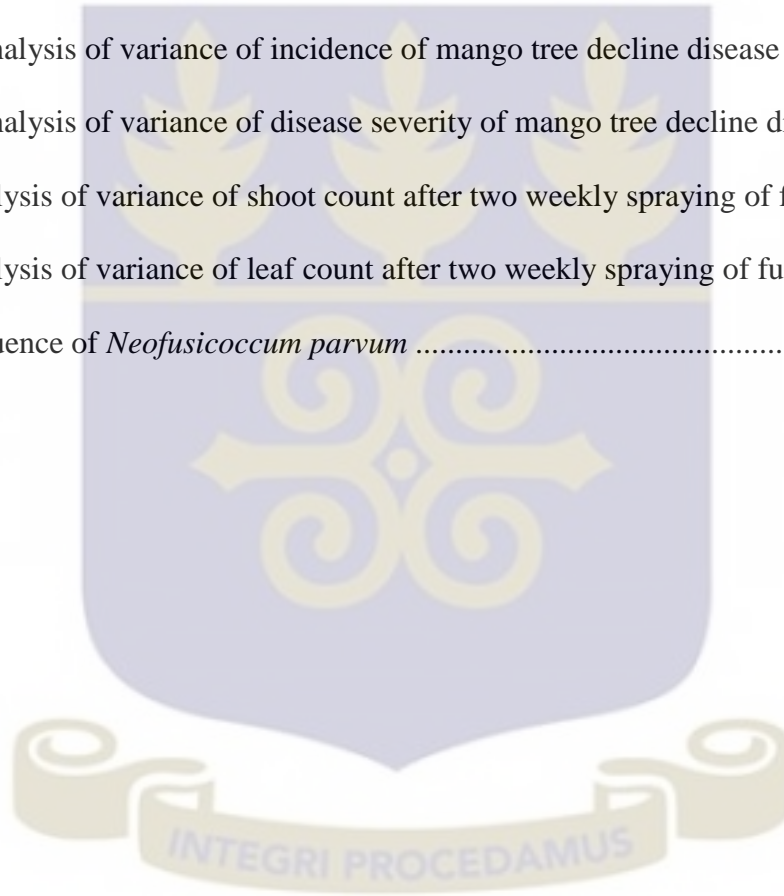 nalysis of variance of incidence of mango tree decline disease
nalysis of variance of disease severity of mango tree decline d
lysis of variance of shoot count after two weekly spraying of f
lysis of variance of leaf count after two weekly spraying of fu
uence of Neofusicoccum parvum ................................................
INTEGRI PROCEDAMUS